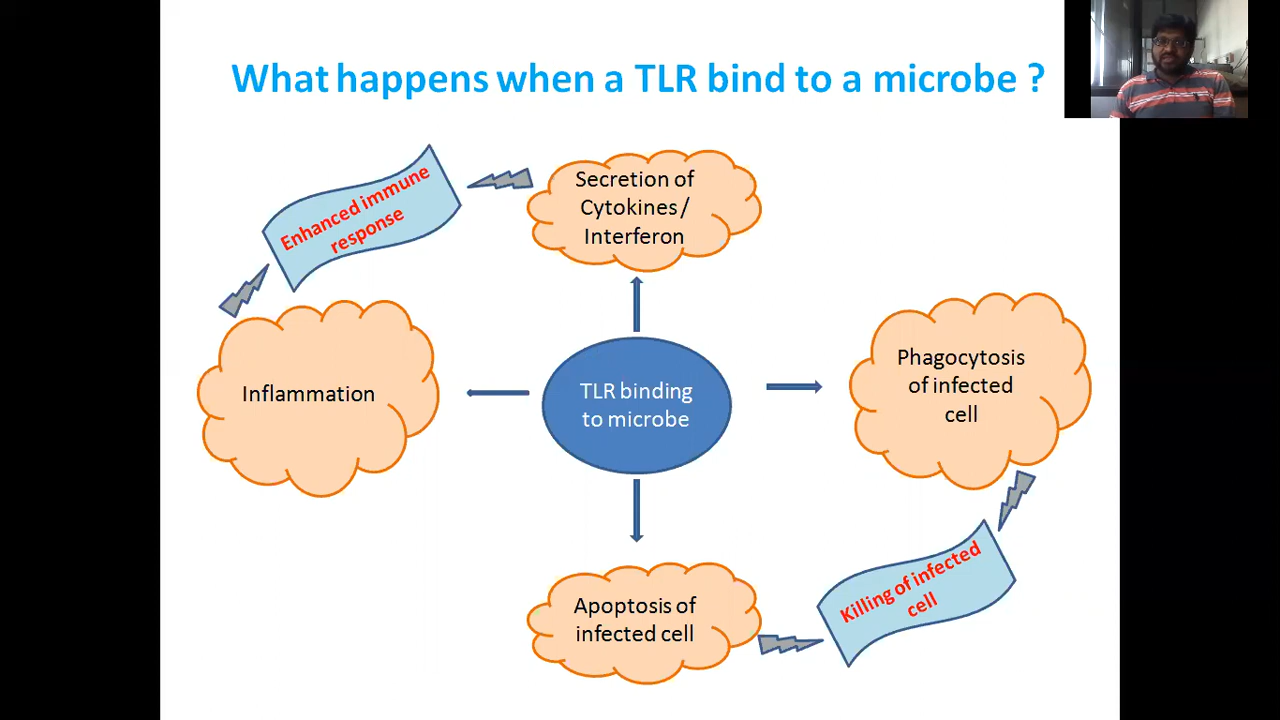 What happens when a TLR bind to a microbe ?
Enhanced immune
response
Secretion of
Cytokines /
Interferon
Inflammation
TLR binding
to microbe
Phagocytosis
of infected
cell
Apoptosis of
infected cell
Killing of infected
cell